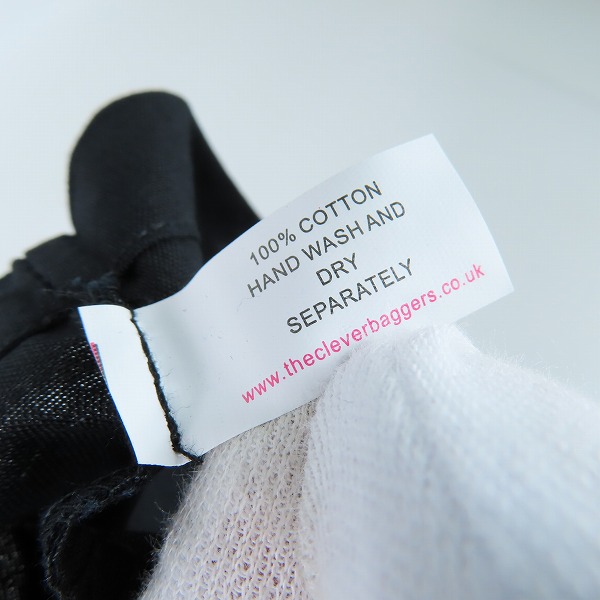 100% COTTON
HAND WASH AND
DRY
SEPARATELY
www.thecleverbaggers.co.uk